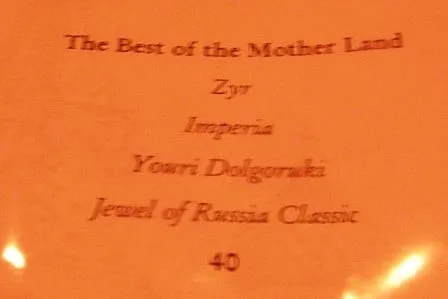 The Best of the Mother Land
Zyr
Imperia
Youri Dolgoruki
Jewel of Russia Classic
40